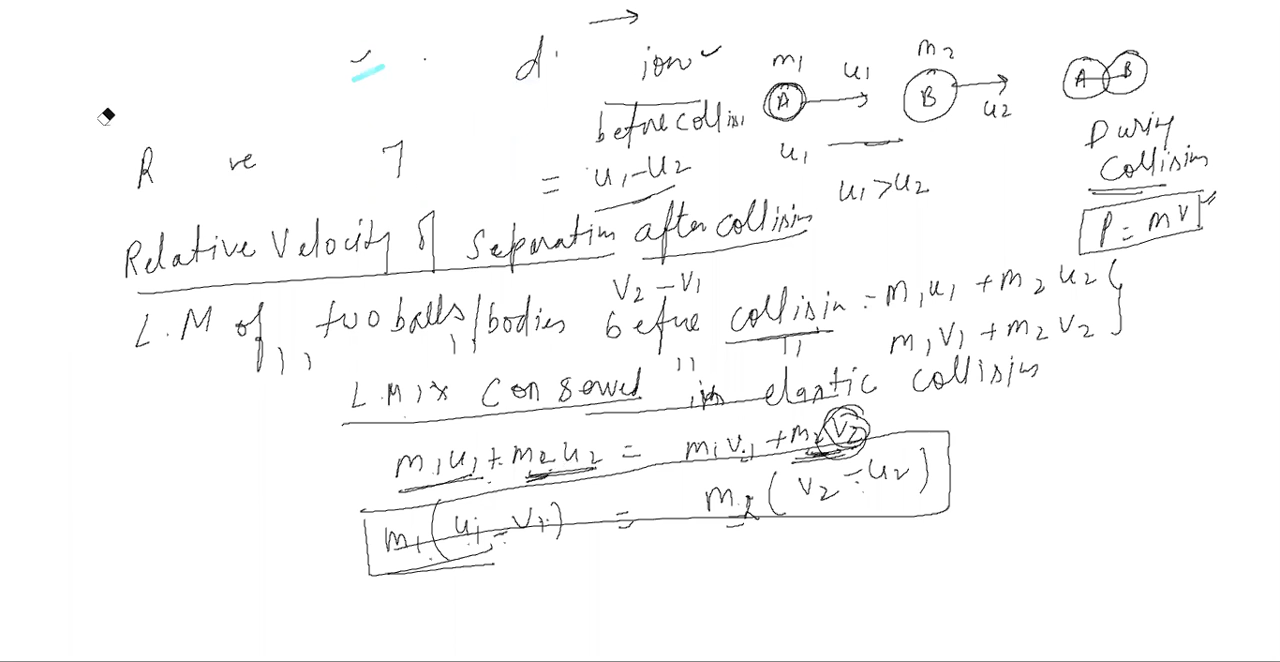 d. ion
before collisi
m1 u1 m2
A B u2
u1
A B
During
collision
R ve
= u1-u2
u1>u2
P = mv
Relative Velocity of Separation after collision
V2 - V1
L.M of two balls/bodies before collision = m1u1 + m2u2
,, ,, ,, ,, m1v1 + m2v2
L.M is conserved in elastic collision
m1u1 + m2u2 = m1v1 + m2v2
m1(u1 - v1) = m2(v2 - u2)